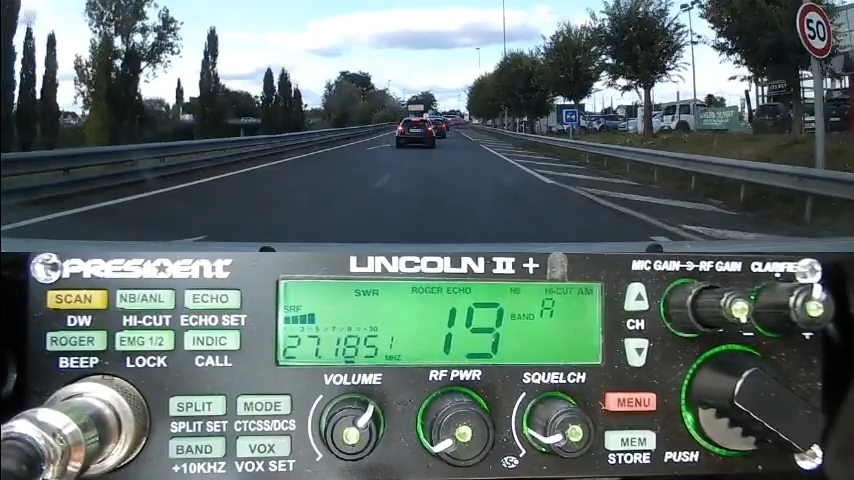 50
PRESIDENT
LINCOLN II +
MIC GAIN RF GAIN CLARIFIER
SCAN NB/ANL ECHO
DW HI-CUT ECHO SET
ROGER EMG 1/2 INDIC
BEEP LOCK CALL
SWR ROGER ECHO NB HI-CUT AM
SRF
27.185 MHZ
19 BAND A
CH
VOLUME RF PWR SQUELCH
SPLIT MODE
SPLIT SET CTCSS/DCS
BAND VOX
+10KHZ VOX SET
MENU
MEM
STORE PUSH